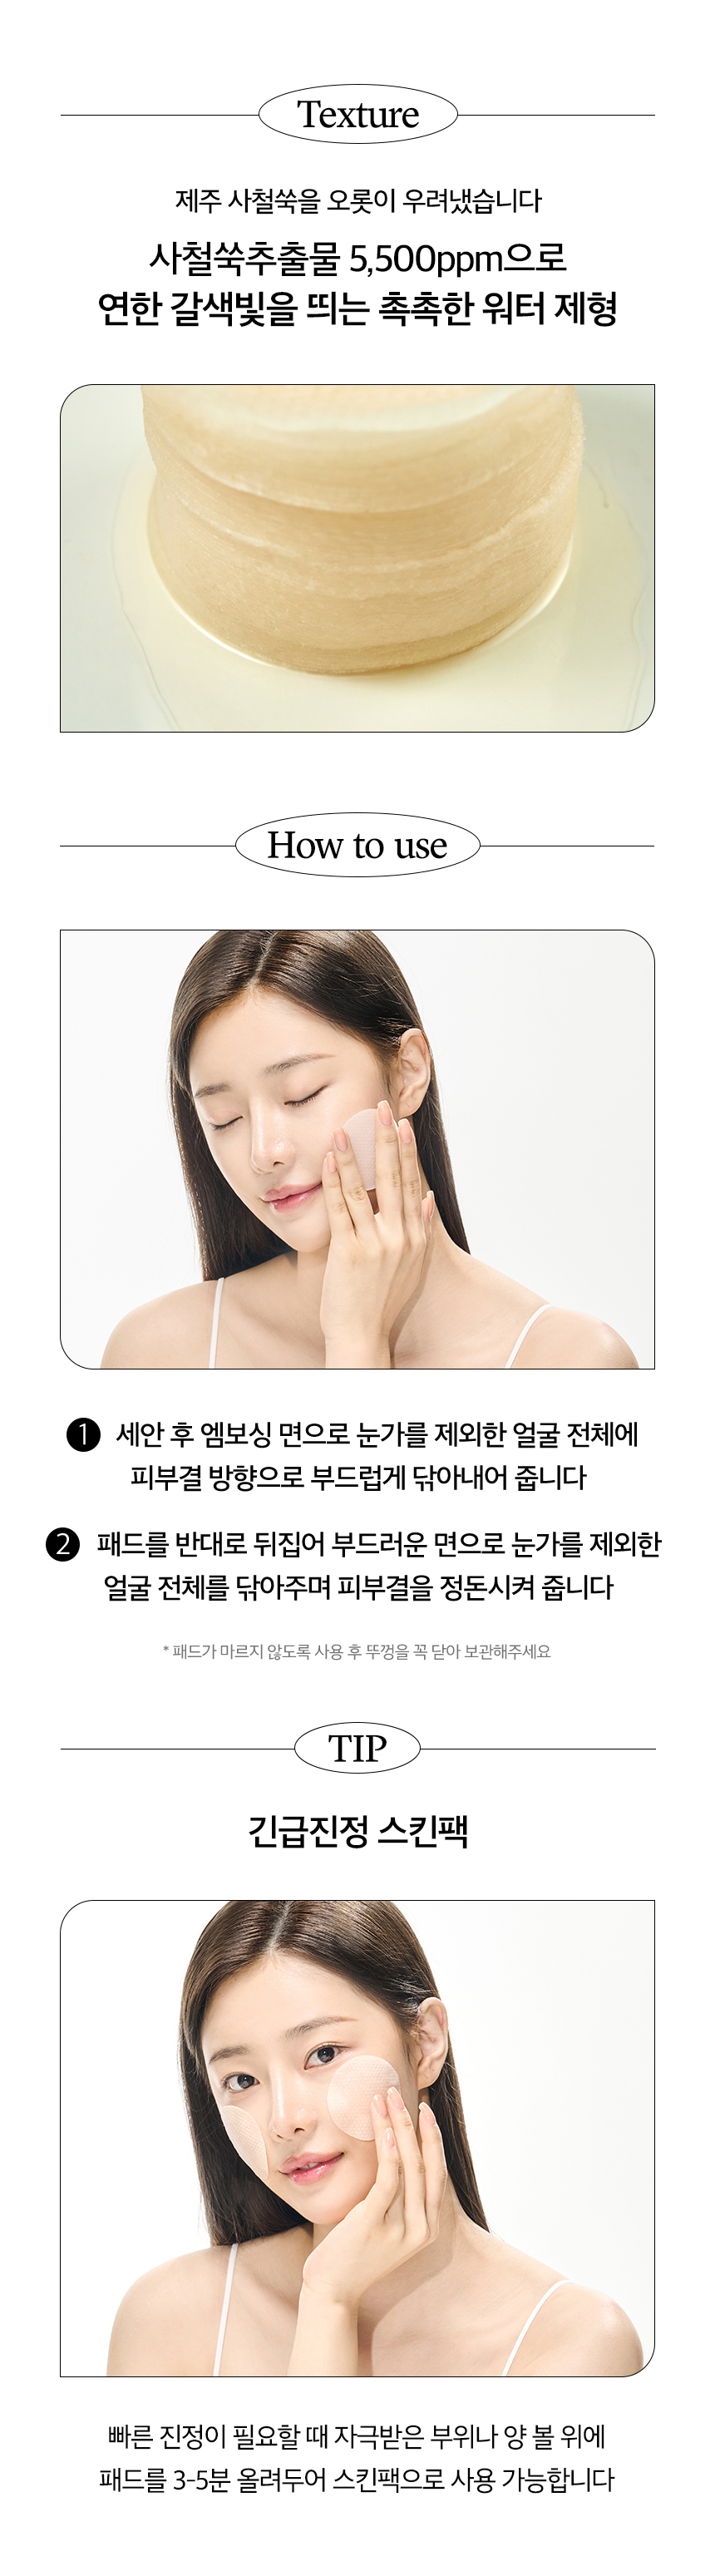 Texture
제주 사철쑥을 오롯이 우려냈습니다
사철쑥추출물 5,500ppm으로
연한 갈색빛을 띄는 촉촉한 워터 제형
How to use
1 세안 후 엠보싱 면으로 눈가를 제외한 얼굴 전체에
피부결 방향으로 부드럽게 닦아내어 줍니다
2 패드를 반대로 뒤집어 부드러운 면으로 눈가를 제외한
얼굴 전체를 닦아주며 피부결을 정돈시켜 줍니다
* 패드가 마르지 않도록 사용 후 뚜껑을 꼭 닫아 보관해주세요
TIP
긴급진정 스킨팩
빠른 진정이 필요할 때 자극받은 부위나 양 볼 위에
패드를 3-5분 올려두어 스킨팩으로 사용 가능합니다